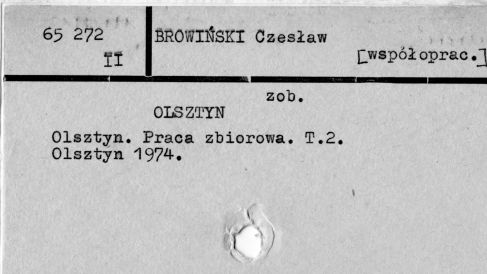 65 272
II
BROWIŃSKI Czesław
[współoprac.]
zob.
OLSZTYN
Olsztyn. Praca zbiorowa. T.2.
Olsztyn 1974.